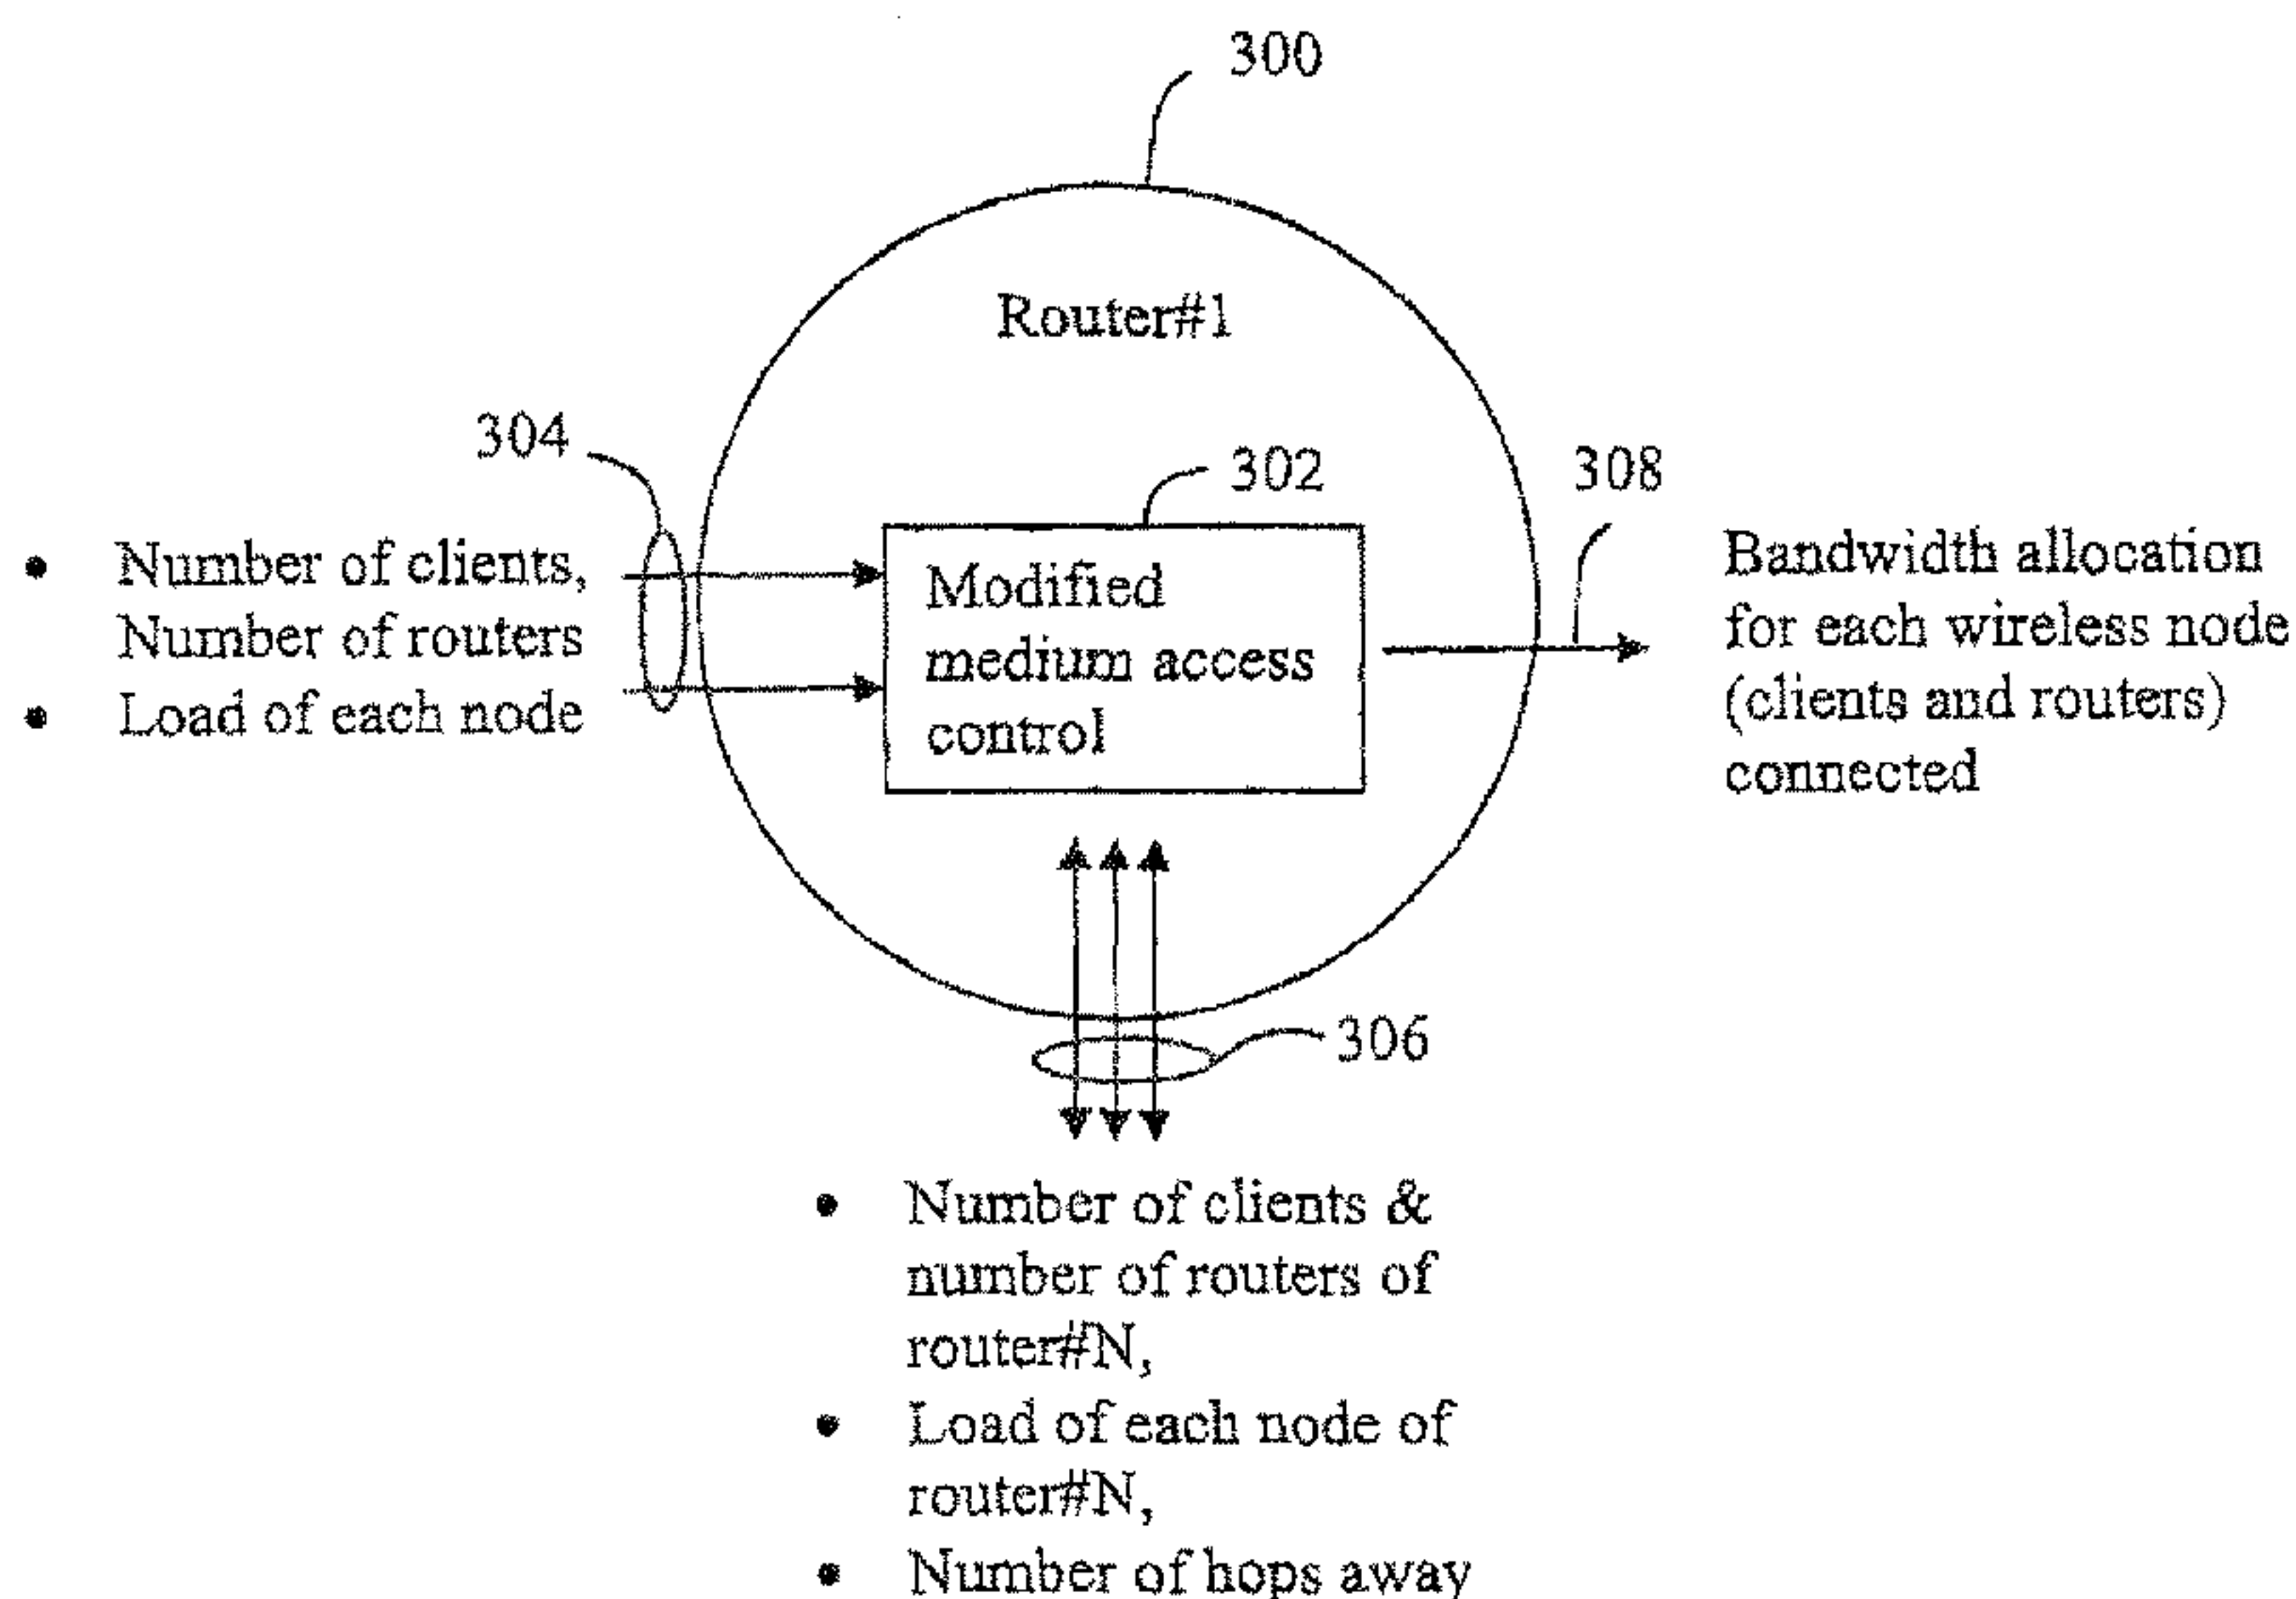 300
Router#1
304
302
308
• Number of clients,
Number of routers
• Load of each node
Modified
medium access
control
Bandwidth allocation
for each wireless node
(clients and routers)
connected
306
• Number of clients &
number of routers of
router#N,
• Load of each node of
router#N,
• Number of hops away